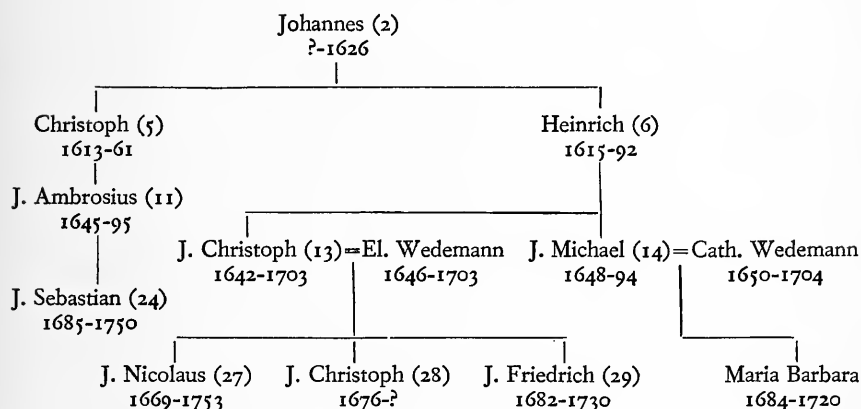 Johannes (2)
?-1626
Christoph (5) Heinrich (6)
1613-61 1615-92
J. Ambrosius (11)
1645-95
J. Christoph (13)=El. Wedemann J. Michael (14)=Cath. Wedemann
1642-1703 1646-1703 1648-94 1650-1704
J. Sebastian (24)
1685-1750
J. Nicolaus (27) J. Christoph (28) J. Friedrich (29) Maria Barbara
1669-1753 1676-? 1682-1730 1684-1720